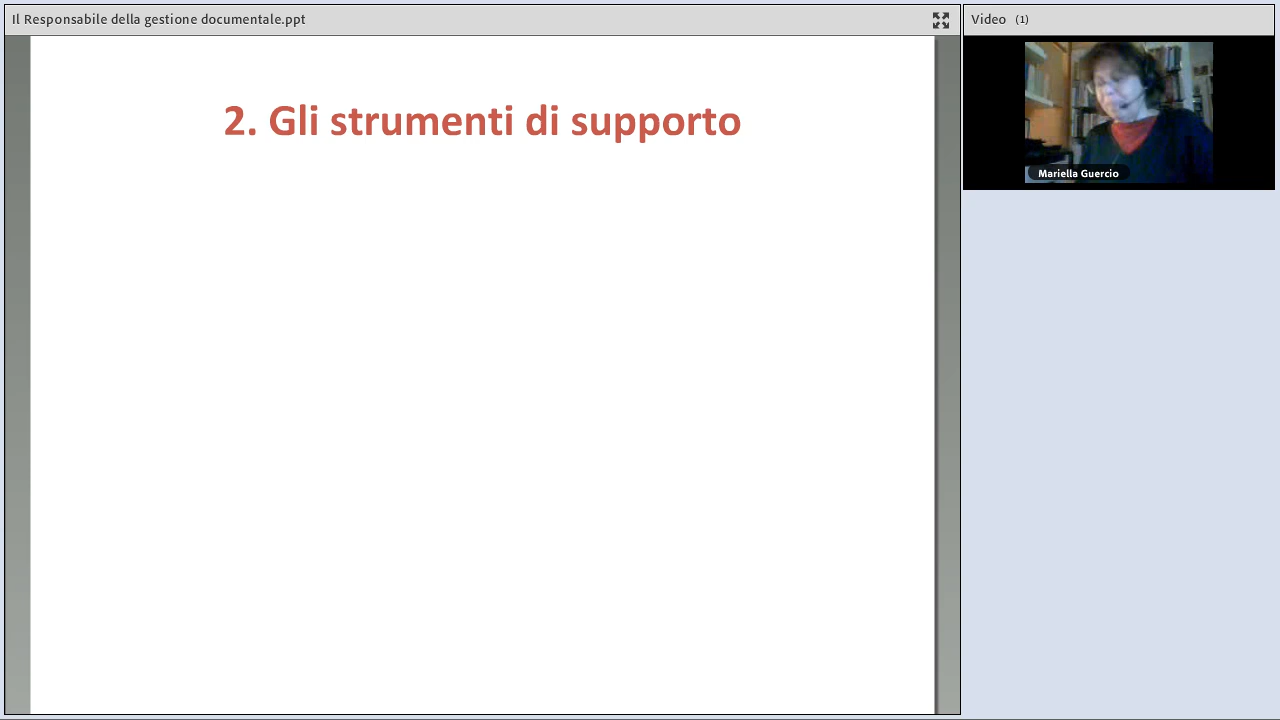 Il Responsabile della gestione documentale.ppt
Video (1)
2. Gli strumenti di supporto
Mariella Guercio